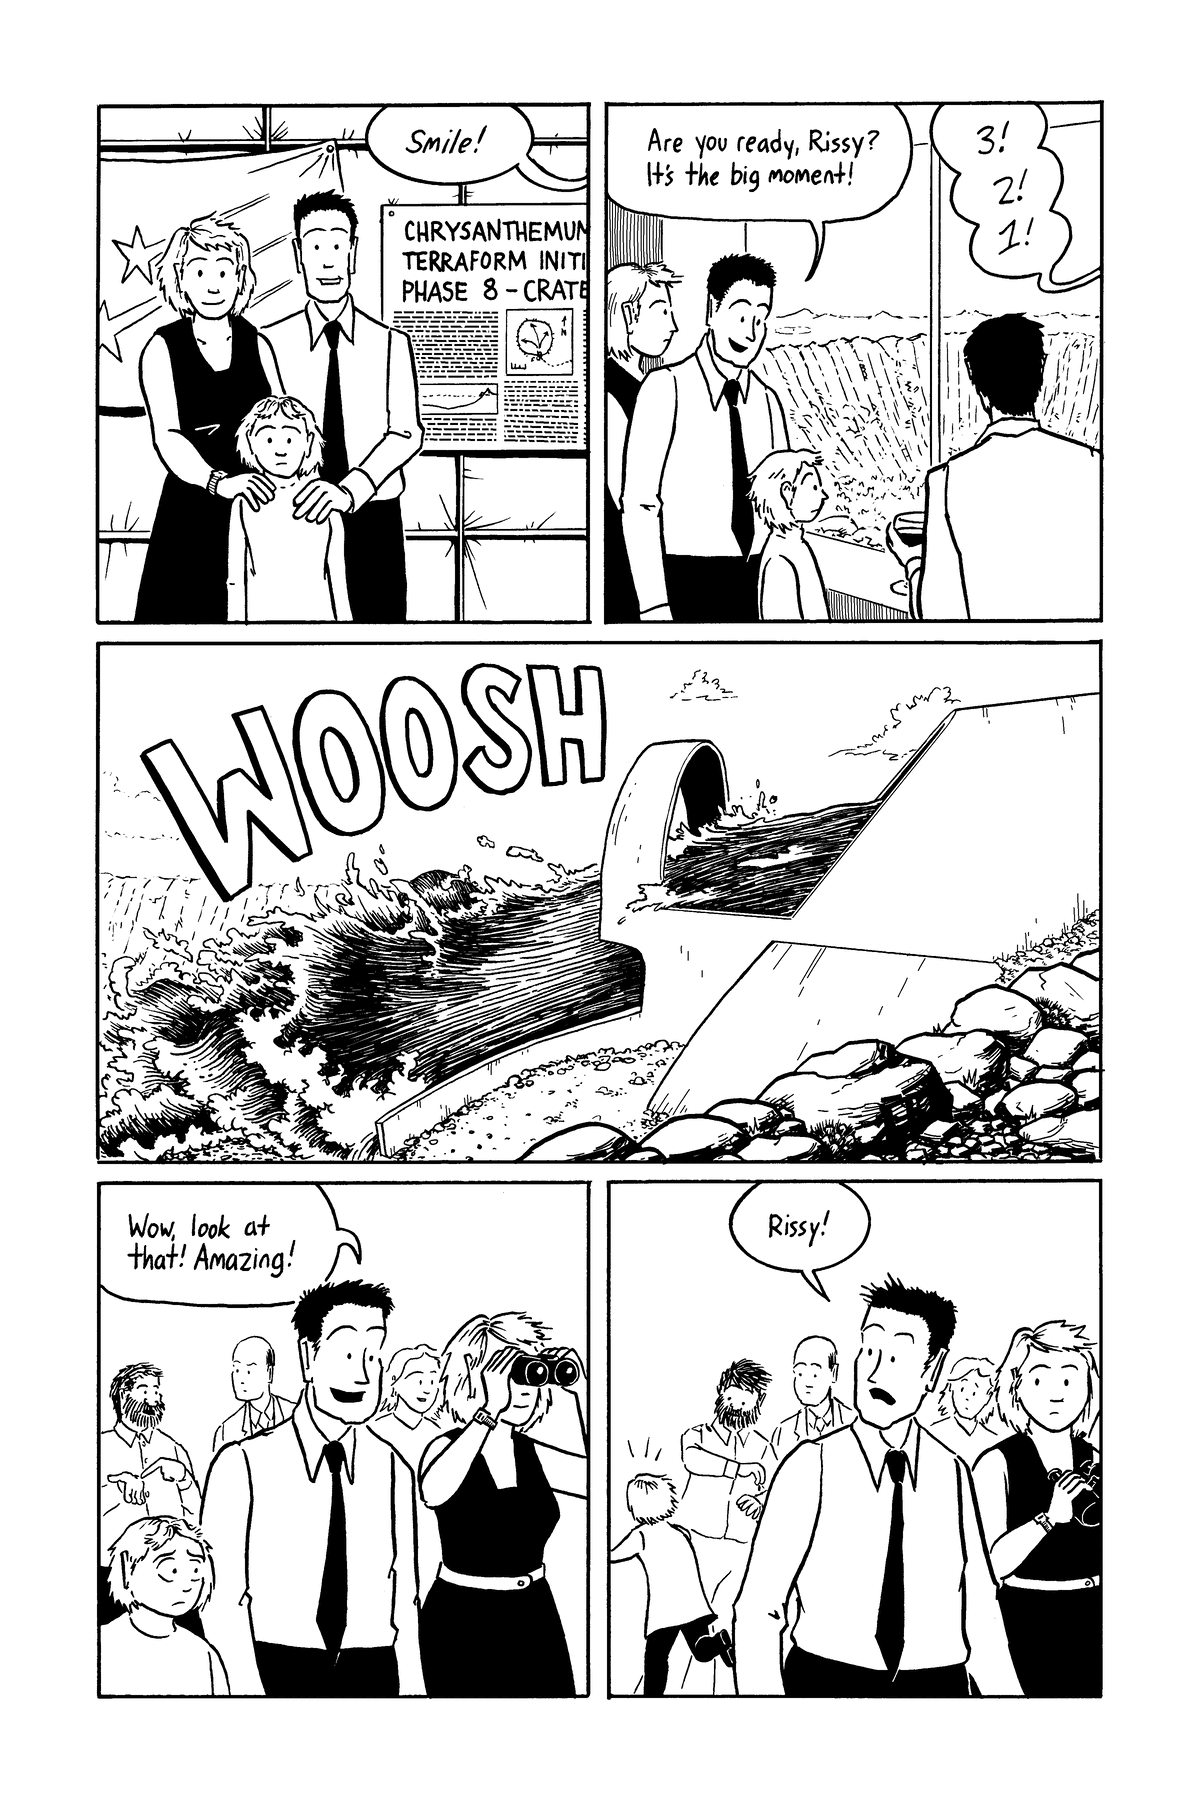 Smile!
CHRYSANTHEMUM
TERRAFORM INITI
PHASE 8 - CRATE
Are you ready, Rissy?
It's the big moment!
3!
2!
1!
WOOSH
Wow, look at
that! Amazing!
Rissy!